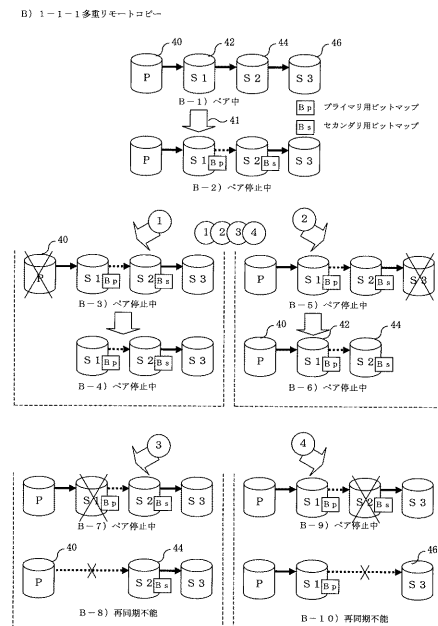 B）1－1－1多重リモートコピー
40 42 44 46
P S1 S2 S3
B－1）ペア中
Bp プライマリ用ビットマップ
Bs セカンダリ用ビットマップ
41
P S1 Bp S2 Bs S3
B－2）ペア停止中
1 1 2 3 4 2
40
P S1 Bp S2 Bs S3
B－3）ペア停止中
S1 Bp S2 Bs S3
B－4）ペア停止中
P S1 Bp S2 Bs S3
B－5）ペア停止中
40 42 44
P S1 Bp S2 Bs
B－6）ペア停止中
3
P S1 Bp S2 Bs S3
B－7）ペア停止中
40 44
P S2 Bs S3
B－8）再同期不能
4
P S1 Bp S2 Bs S3
B－9）ペア停止中
46
P S1 Bp S3
B－10）再同期不能